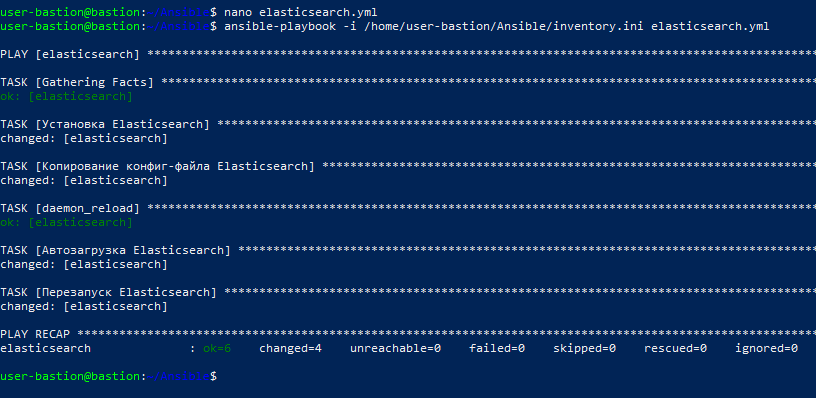 user-bastion@bastion:~/Ansible$ nano elasticsearch.yml
user-bastion@bastion:~/Ansible$ ansible-playbook -i /home/user-bastion/Ansible/inventory.ini elasticsearch.yml
PLAY [elasticsearch] ************************************************************************************************
TASK [Gathering Facts] **********************************************************************************************
ok: [elasticsearch]
TASK [Установка Elasticsearch] **************************************************************************************
changed: [elasticsearch]
TASK [Копирование конфиг-файла Elasticsearch] ***********************************************************************
changed: [elasticsearch]
TASK [daemon_reload] ************************************************************************************************
ok: [elasticsearch]
TASK [Автозагрузка Elasticsearch] ***********************************************************************************
changed: [elasticsearch]
TASK [Перезапуск Elasticsearch] *************************************************************************************
changed: [elasticsearch]
PLAY RECAP **********************************************************************************************************
elasticsearch              : ok=6    changed=4    unreachable=0    failed=0    skipped=0    rescued=0    ignored=0
user-bastion@bastion:~/Ansible$